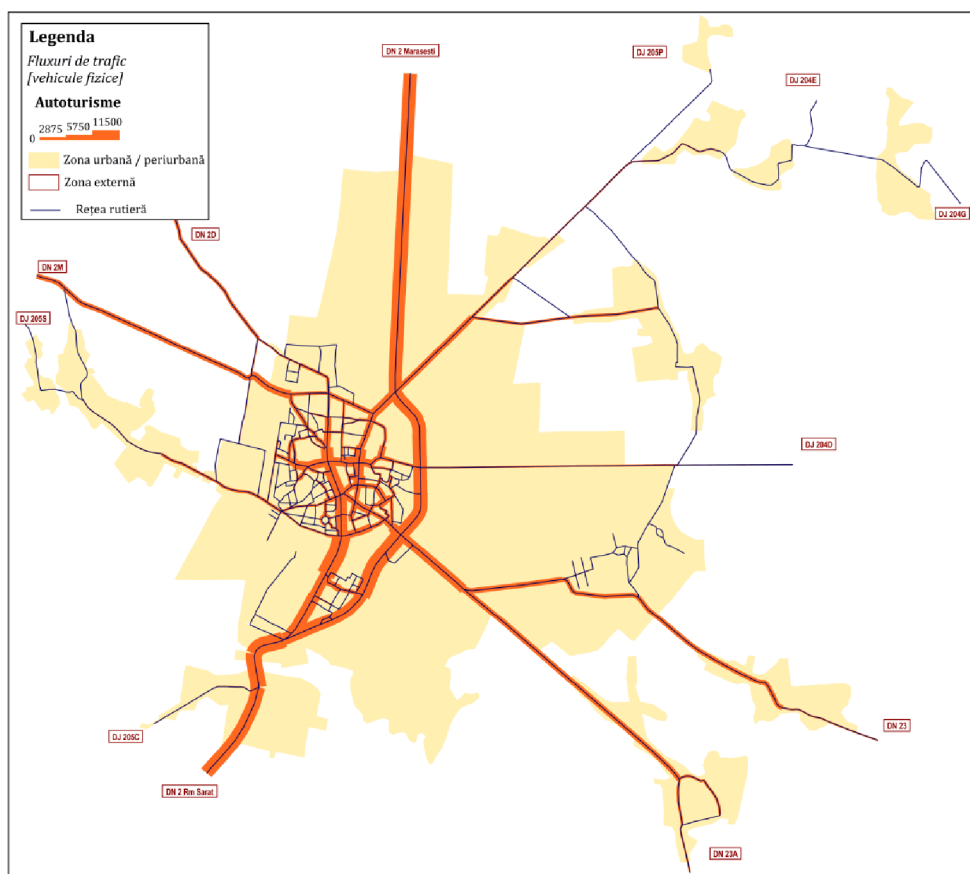 Legenda
Fluxuri de trafic
[vehicule fizice]
Autoturisme
0 2875 5750 11500
Zona urbană / periurbană
Zona externă
Rețea rutieră
DN 2 Marasesti
DJ 205P
DJ 204E
DJ 204G
DN 2D
DN 2M
DJ 205S
DJ 204D
DN 23
DJ 205C
DN 2 Rm Sarat
DN 23A